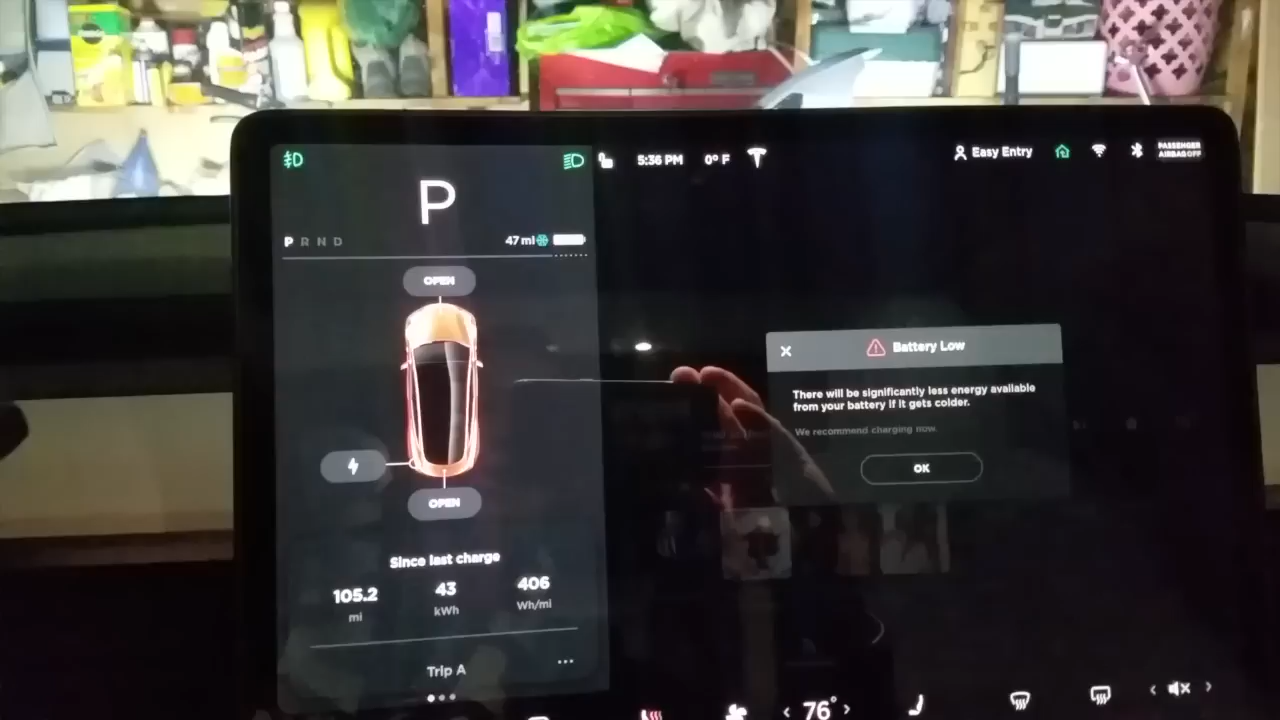 5:36 PM
0° F
Easy Entry
PASSENGER
AIRBAG OFF
P
P R N D
47 mi
OPEN
OPEN
Since last charge
105.2
mi
43
kWh
406
Wh/mi
Trip A
Battery Low
There will be significantly less energy available
from your battery if it gets colder.
We recommend charging now.
OK
76°